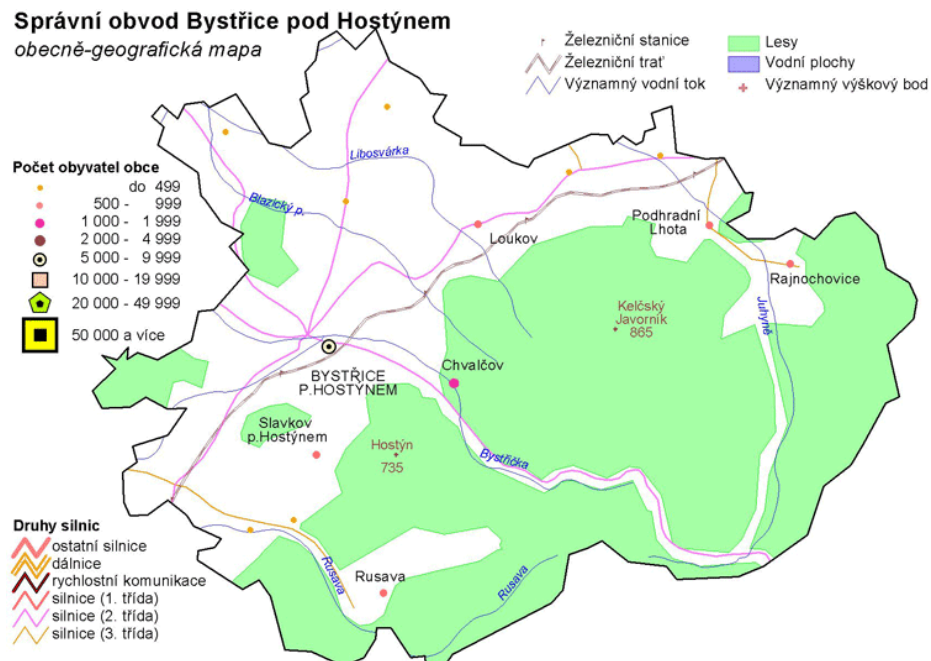 Správní obvod Bystřice pod Hostýnem
obecně-geografická mapa
Železniční stanice
Železniční trať
Významný vodní tok
Lesy
Vodní plochy
Významný výškový bod
Počet obyvatel obce
do 499
500 - 999
1 000 - 1 999
2 000 - 4 999
5 000 - 9 999
10 000 - 19 999
20 000 - 49 999
50 000 a více
Libosvárka
Blazický p.
Loukov
Podhradní
Lhota
Rajnochovice
Juhyně
Kelčský
Javorník
865
Chvalčov
BYSTŘICE
P.HOSTÝNEM
Slavkov
p.Hostýnem
Hostýn
735
Bystřička
Rusava
Rusava
Rusava
Druhy silnic
ostatní silnice
dálnice
rychlostní komunikace
silnice (1. třída)
silnice (2. třída)
silnice (3. třída)